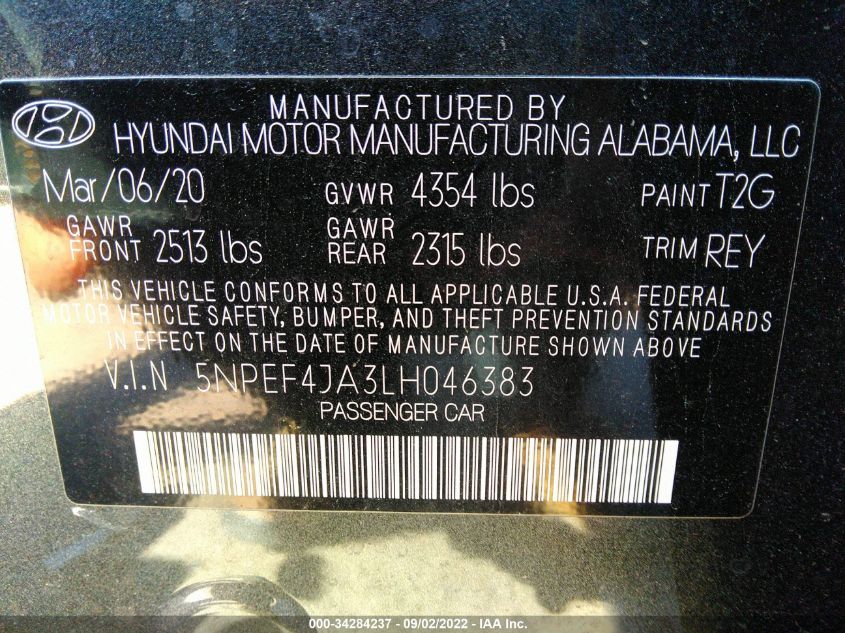 MANUFACTURED BY
HYUNDAI MOTOR MANUFACTURING ALABAMA, LLC
Mar/06/20 GVWR 4354 lbs PAINT T2G
GAWR FRONT 2513 lbs GAWR REAR 2315 lbs TRIM REY
THIS VEHICLE CONFORMS TO ALL APPLICABLE U.S.A. FEDERAL
MOTOR VEHICLE SAFETY, BUMPER, AND THEFT PREVENTION STANDARDS
IN EFFECT ON THE DATE OF MANUFACTURE SHOWN ABOVE
V.I.N 5NPEF4JA3LH046383
PASSENGER CAR
000-34284237 - 09/02/2022 - IAA Inc.